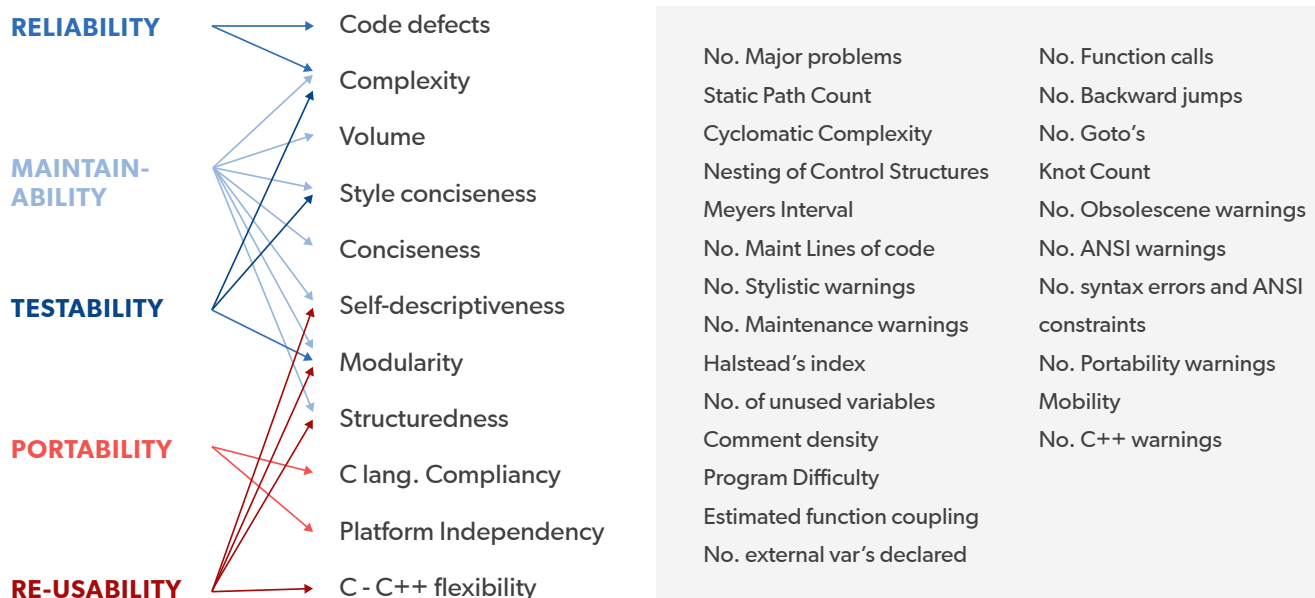 RELIABILITY
MAINTAIN-
ABILITY
TESTABILITY
PORTABILITY
RE-USABILITY
Code defects
Complexity
Volume
Style conciseness
Conciseness
Self-descriptiveness
Modularity
Structuredness
C lang. Compliancy
Platform Independency
C - C++ flexibility
No. Major problems
Static Path Count
Cyclomatic Complexity
Nesting of Control Structures
Meyers Interval
No. Maint Lines of code
No. Stylistic warnings
No. Maintenance warnings
Halstead’s index
No. of unused variables
Comment density
Program Difficulty
Estimated function coupling
No. external var’s declared
No. Function calls
No. Backward jumps
No. Goto’s
Knot Count
No. Obsolescene warnings
No. ANSI warnings
No. syntax errors and ANSI
constraints
No. Portability warnings
Mobility
No. C++ warnings